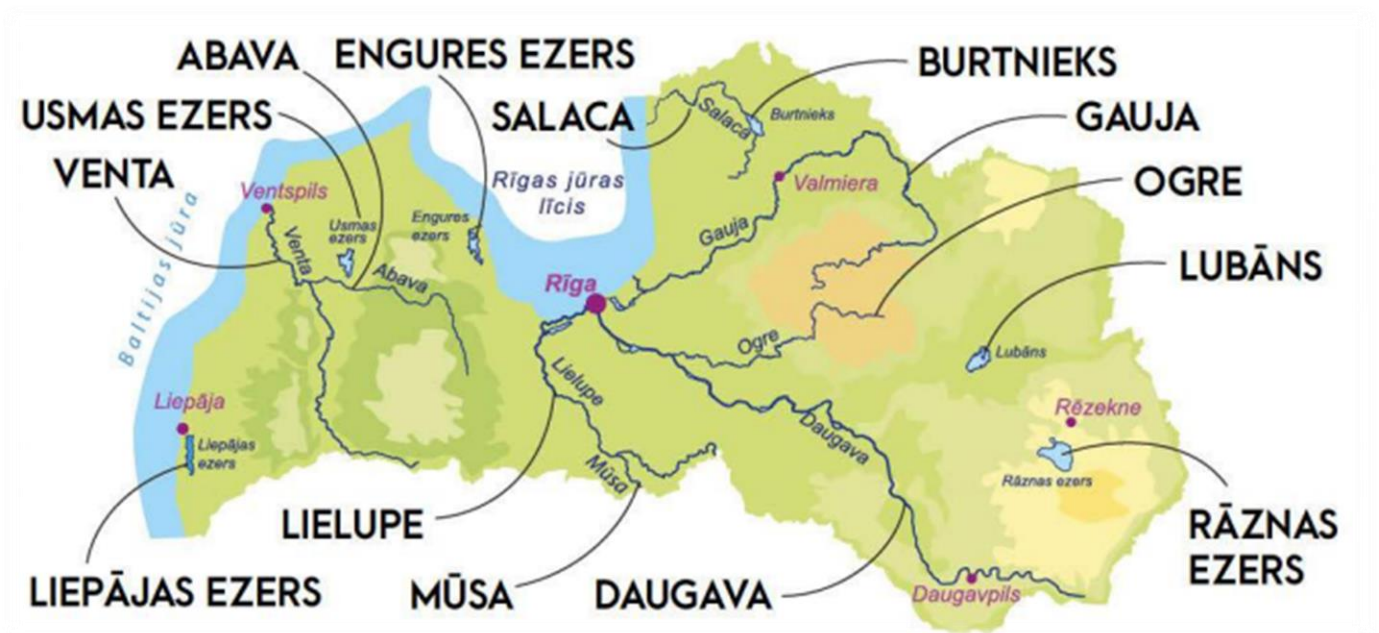 ABAVA
ENGURES EZERS
BURTNIEKS
USMAS EZERS
SALACA
Salaca
Burtnieks
GAUJA
VENTA
Ventspils
Rīgas jūras
līcis
Valmiera
OGRE
Baltijas jūra
Venta
Usmas
ezers
Engures
ezers
Gauja
Abava
Rīga
LUBĀNS
Ogre
Lubāns
Lielupe
Liepāja
Rēzekne
Daugava
Liepājas
ezers
Mūsa
Rāznas ezers
LIELUPE
RĀZNAS
EZERS
LIEPĀJAS EZERS
MŪSA
DAUGAVA
Daugavpils